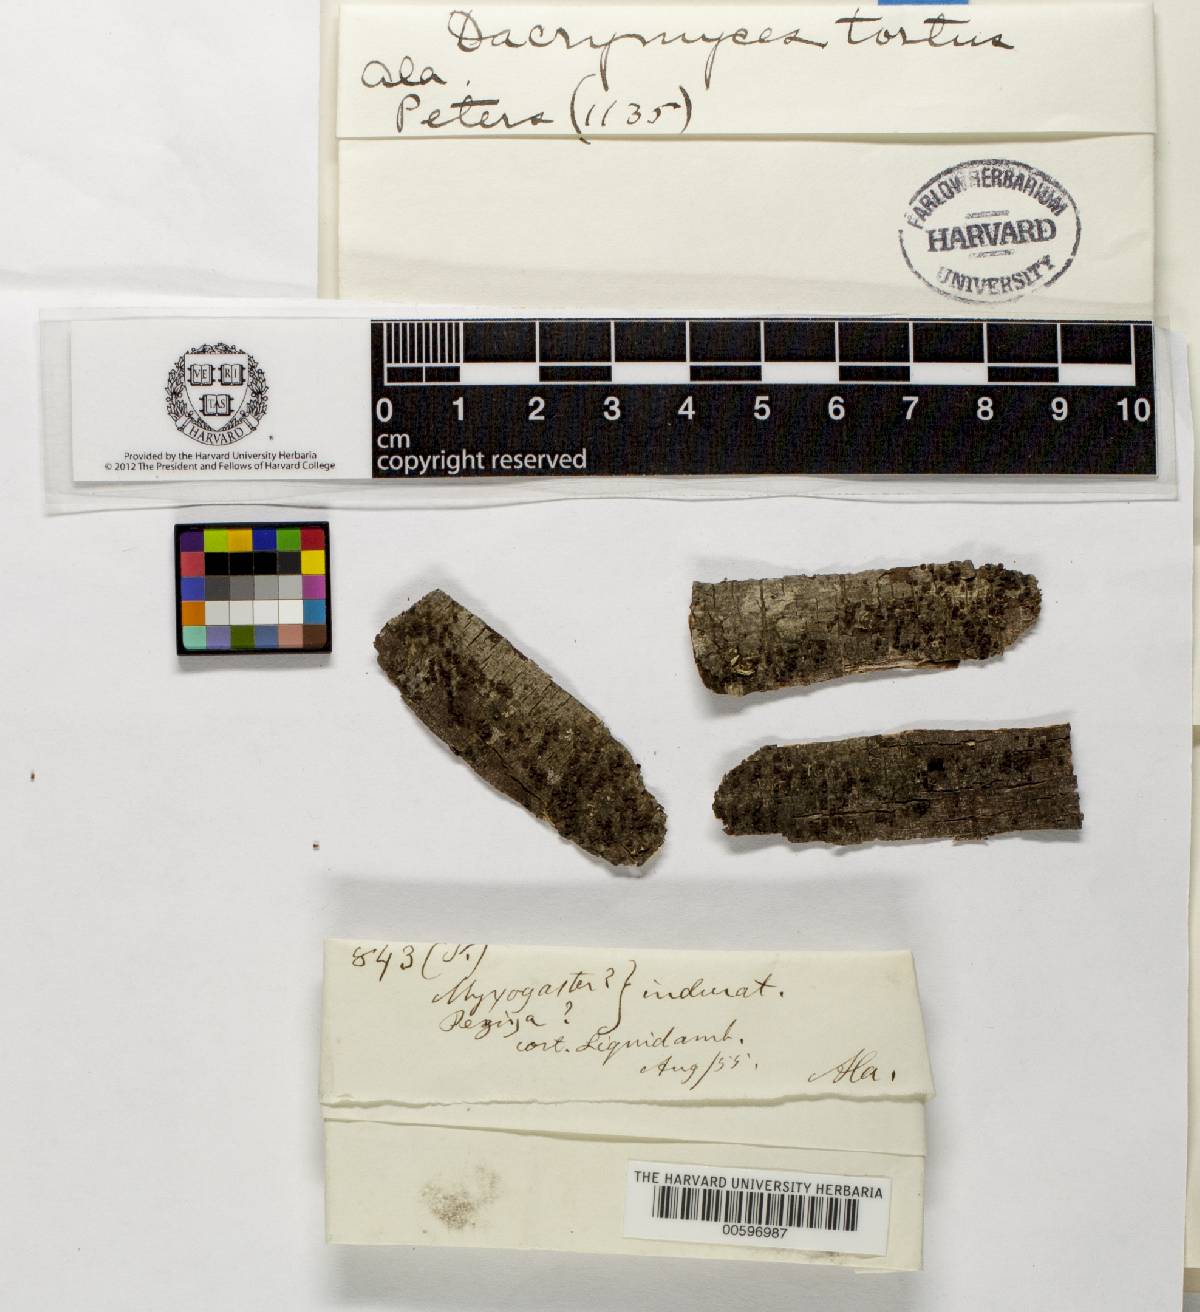 Dacrymyces tortus
Ala.
Peters (1135)
FARLOW HERBARIUM
HARVARD
UNIVERSITY
VE RI
TAS
HARVARD
Provided by the Harvard University Herbaria
© 2012 The President and Fellows of Harvard College
0 1 2 3 4 5 6 7 8 9 10
cm
copyright reserved
843
Myxogaster? } indurat.
Peziza ?
cort. Liquidamb.
Aug/55.
Ala.
THE HARVARD UNIVERSITY HERBARIA
00596987